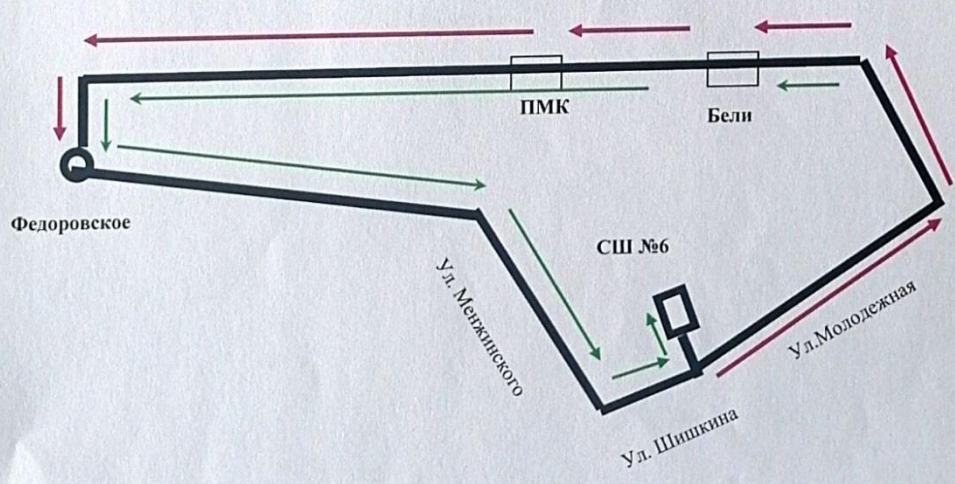 ПМК
Бели
Федоровское
СШ №6
Ул. Менжинского
Ул.Молодежная
Ул. Шишкина